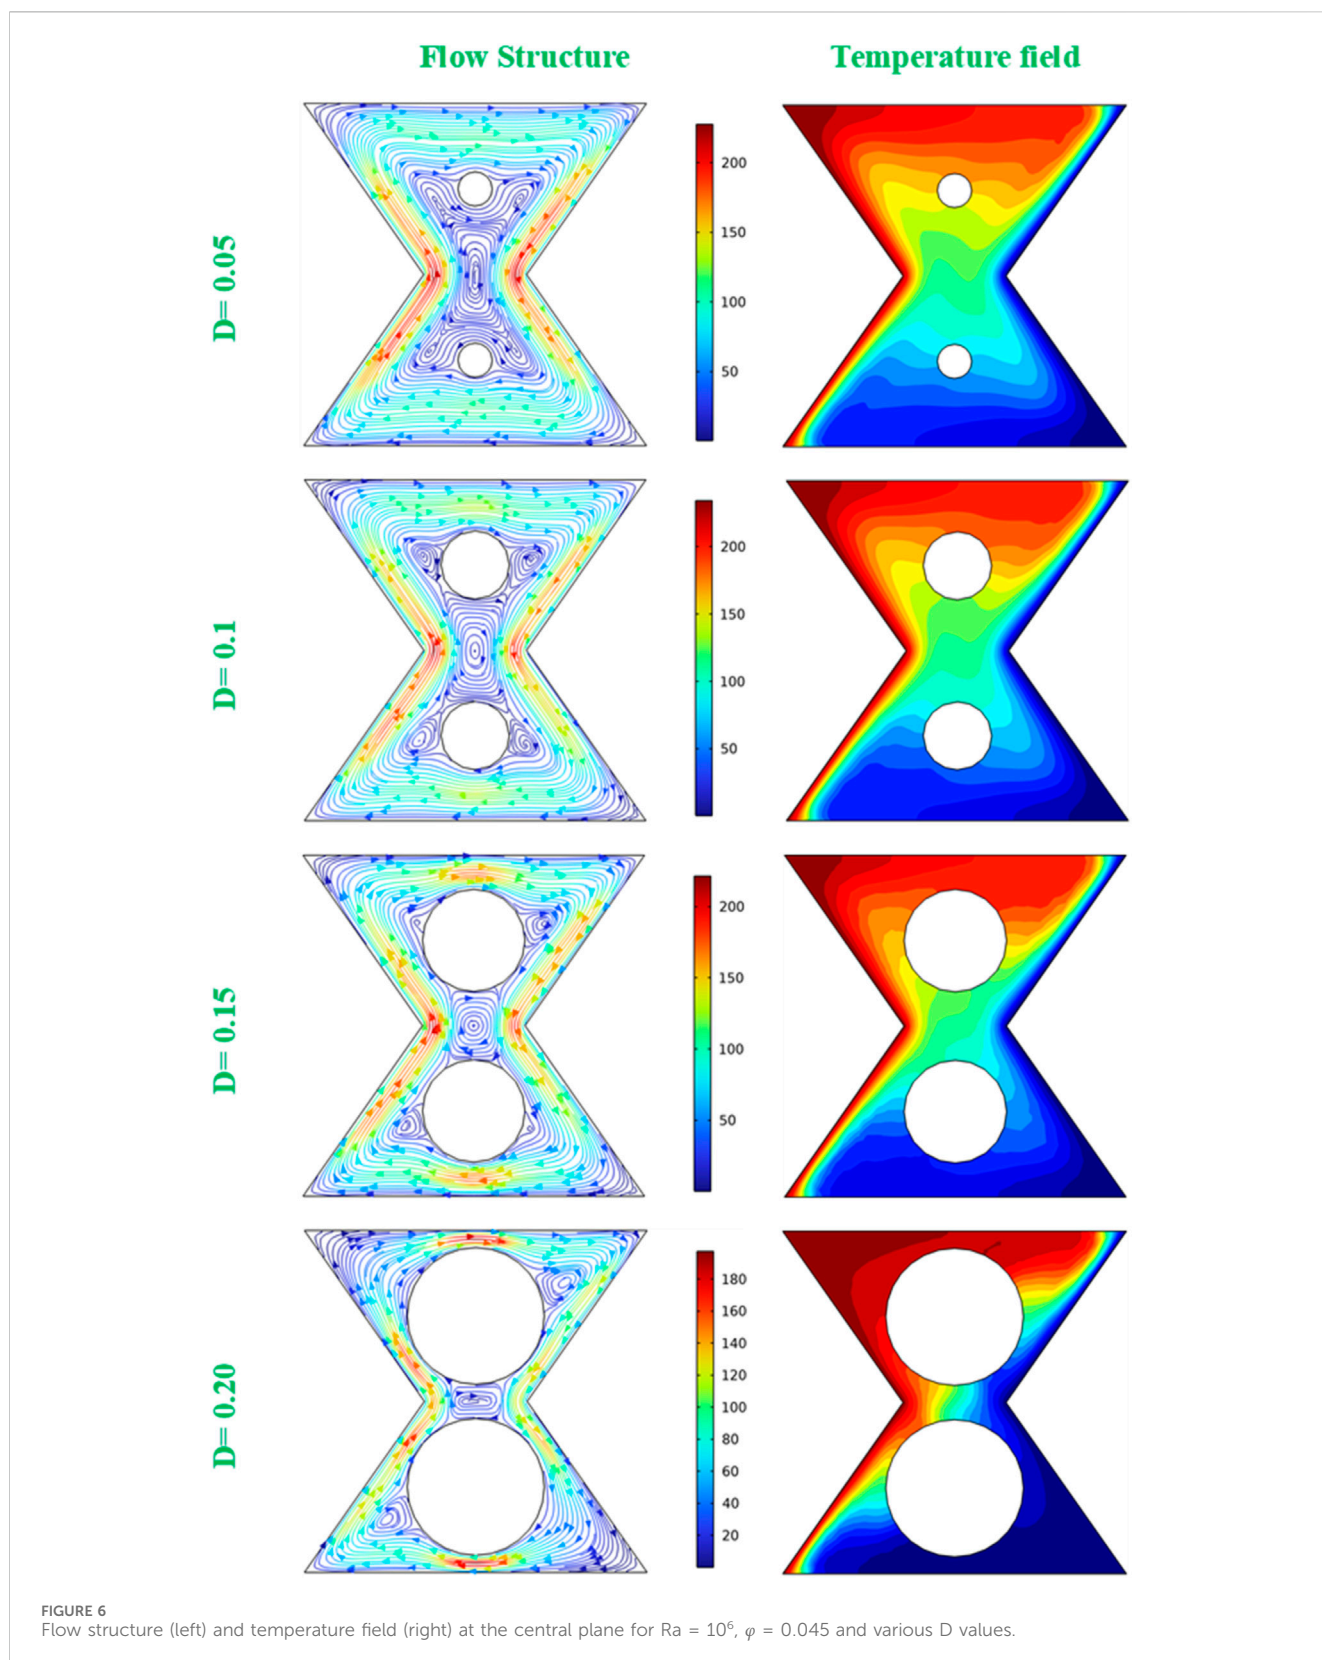 Flow Structure
Temperature field
D= 0.05
200
150
100
50
D= 0.1
200
150
100
50
D= 0.15
200
150
100
50
D= 0.20
180
160
140
120
100
80
60
40
20
FIGURE 6
Flow structure (left) and temperature field (right) at the central plane for Ra = 10⁶, φ = 0.045 and various D values.